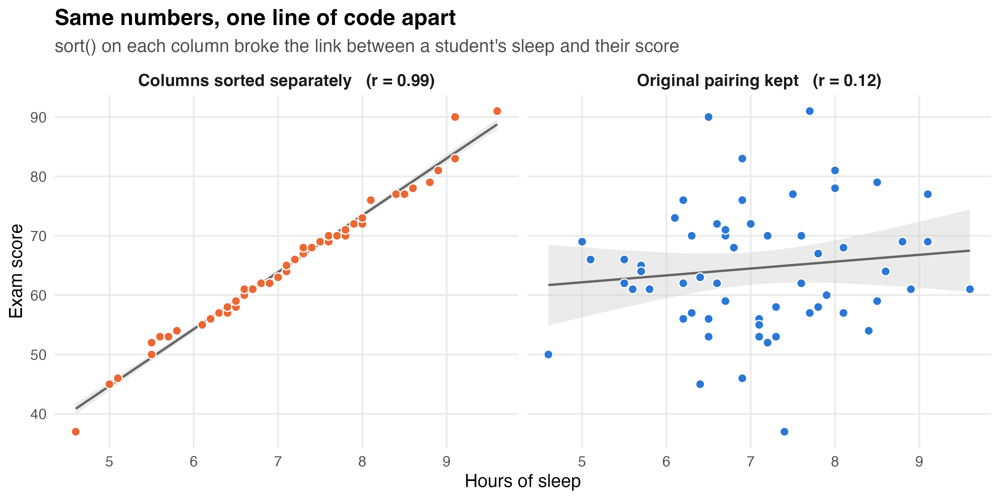 Same numbers, one line of code apart
sort() on each column broke the link between a student's sleep and their score
Columns sorted separately (r = 0.99)
Original pairing kept (r = 0.12)
Exam score
90
80
70
60
50
40
5 6 7 8 9
5 6 7 8 9
Hours of sleep